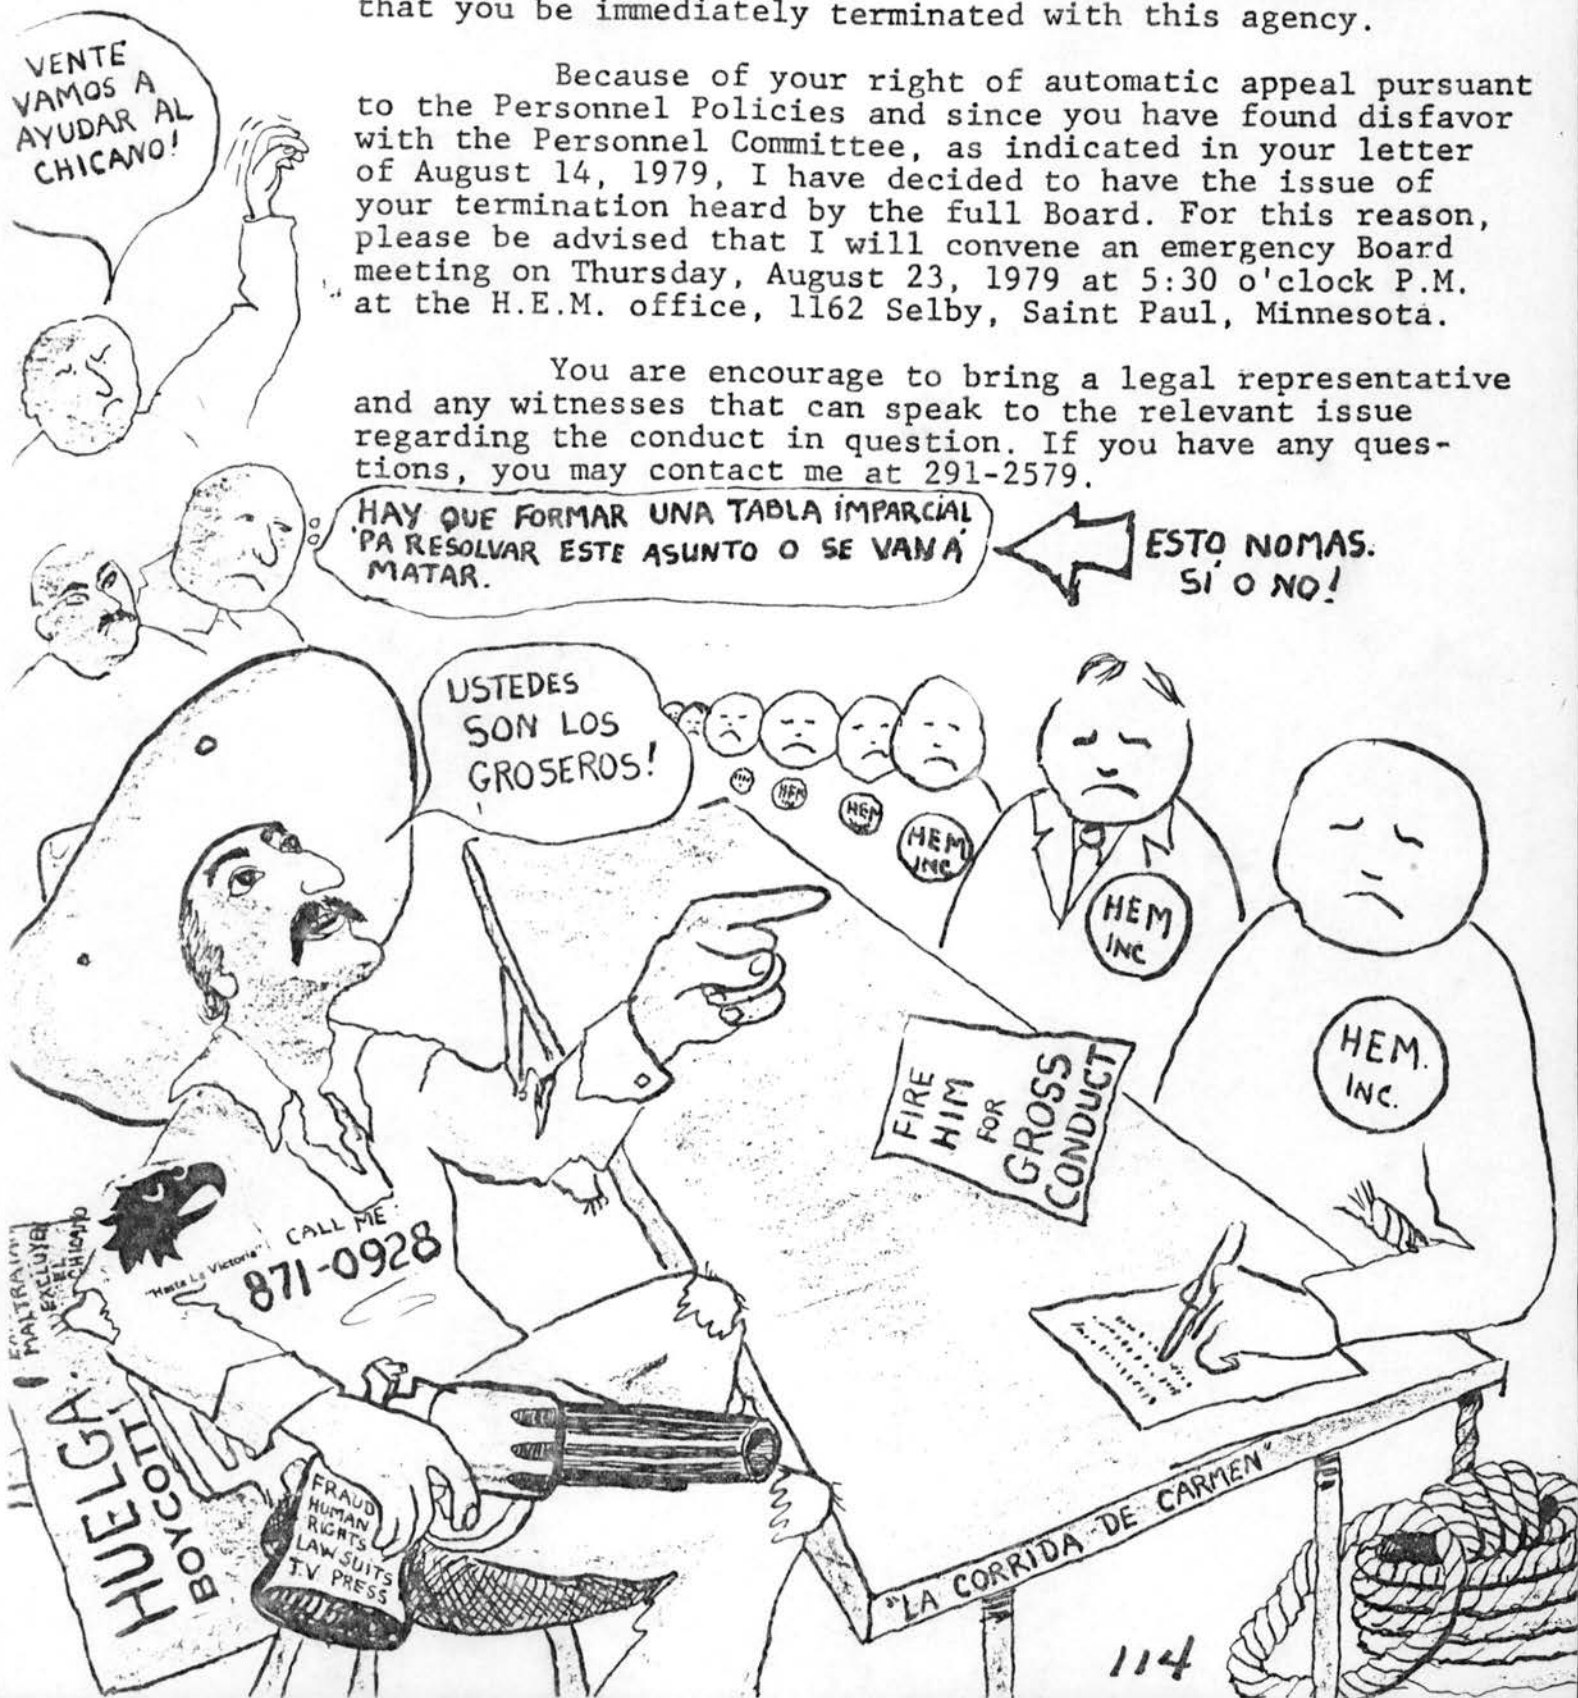 that you be immediately terminated with this agency.
VENTE
VAMOS A
AYUDAR AL
CHICANO!
Because of your right of automatic appeal pursuant
to the Personnel Policies and since you have found disfavor
with the Personnel Committee, as indicated in your letter
of August 14, 1979, I have decided to have the issue of
your termination heard by the full Board. For this reason,
please be advised that I will convene an emergency Board
meeting on Thursday, August 23, 1979 at 5:30 o'clock P.M.
at the H.E.M. office, 1162 Selby, Saint Paul, Minnesota.
You are encourage to bring a legal representative
and any witnesses that can speak to the relevant issue
regarding the conduct in question. If you have any ques-
tions, you may contact me at 291-2579.
HAY QUE FORMAR UNA TABLA IMPARCIAL
'PA RESOLVAR ESTE ASUNTO O SE VAN A
MATAR.
ESTO NOMAS.
SI O NO!
USTEDES
SON LOS
GROSEROS!
HEM
HEM
HEM
HEM
INC
HEM
INC
HEM.
INC.
FIRE
HIM
FOR
GROSS
CONDUCT
"Hasta La Victoria"
CALL ME
871-0928
MALTRATAN
EXCLUYEN
EL
CHICANO
HUELGA
BOYCOTT!
FRAUD
HUMAN
RIGHTS
LAW SUITS
T.V. PRESS
"LA CORRIDA DE CARMEN"
114